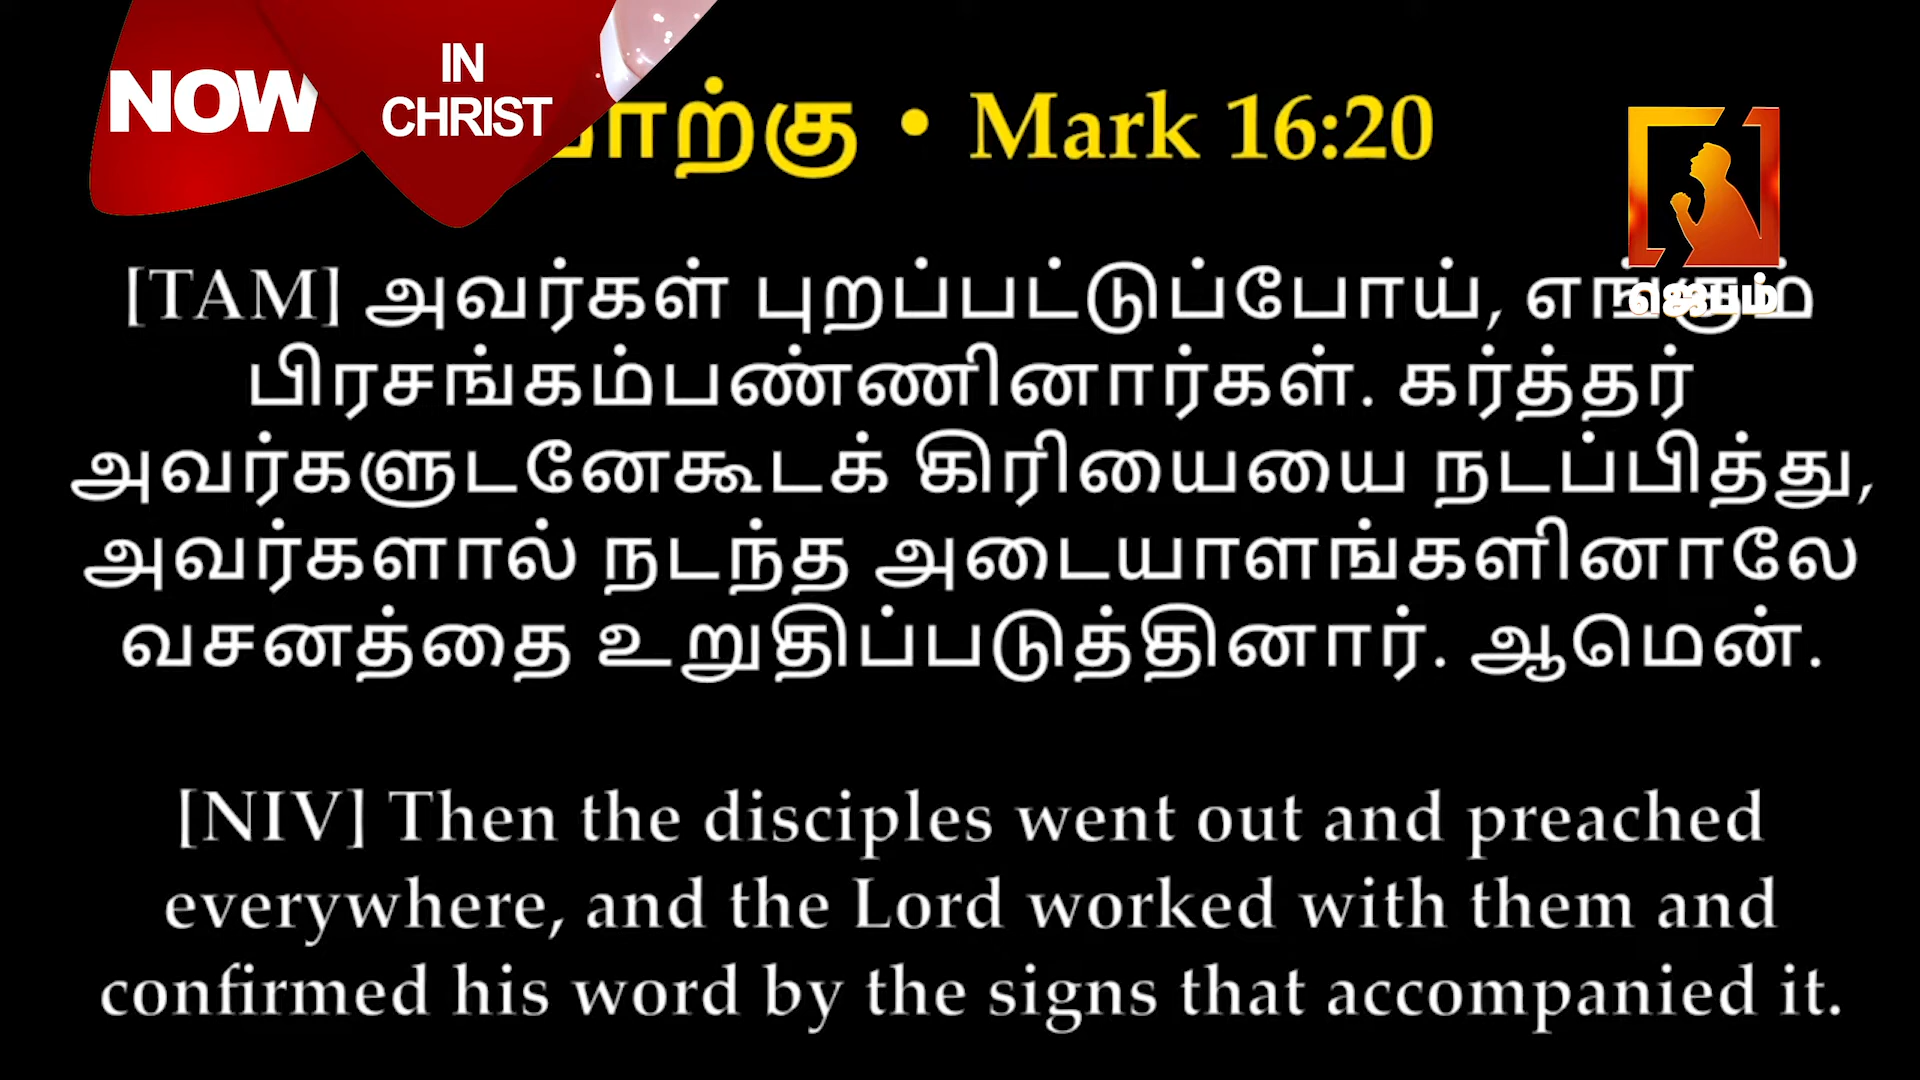 NOW
IN
CHRIST
மாற்கு • Mark 16:20
[TAM] அவர்கள் புறப்பட்டுப்போய், எங்கும்
ஜெபம்
பிரசங்கம்பண்ணினார்கள். கர்த்தர்
அவர்களுடனேகூடக் கிரியையை நடப்பித்து,
அவர்களால் நடந்த அடையாளங்களினாலே
வசனத்தை உறுதிப்படுத்தினார். ஆமென்.
[NIV] Then the disciples went out and preached
everywhere, and the Lord worked with them and
confirmed his word by the signs that accompanied it.